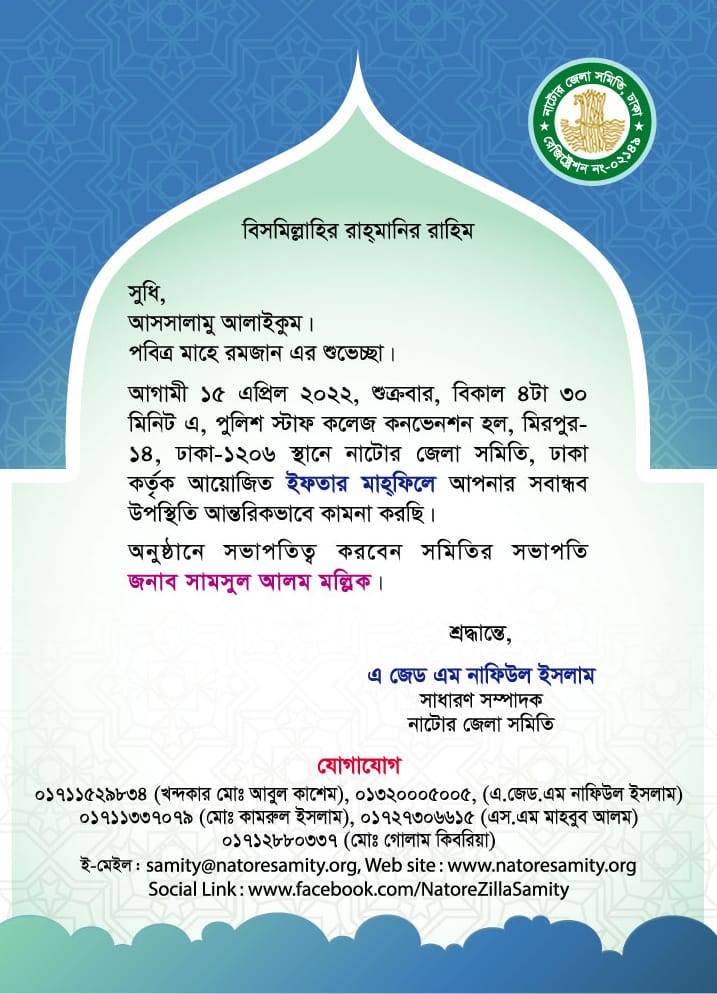 নাটোর জেলা সমিতি, ঢাকা
রেজিষ্ট্রেশন নং-০২১৪৯
বিসমিল্লাহির রাহ্‌মানির রাহিম
সুধি,
আসসালামু আলাইকুম।
পবিত্র মাহে রমজান এর শুভেচ্ছা।
আগামী ১৫ এপ্রিল ২০২২, শুক্রবার, বিকাল ৪টা ৩০
মিনিট এ, পুলিশ স্টাফ কলেজ কনভেনশন হল, মিরপুর-
১৪, ঢাকা-১২০৬ স্থানে নাটোর জেলা সমিতি, ঢাকা
কর্তৃক আয়োজিত ইফতার মাহ্‌ফিলে আপনার সবান্ধব
উপস্থিতি আন্তরিকভাবে কামনা করছি।
অনুষ্ঠানে সভাপতিত্ব করবেন সমিতির সভাপতি
জনাব সামসুল আলম মল্লিক।
শ্রদ্ধান্তে,
এ জেড এম নাফিউল ইসলাম
সাধারণ সম্পাদক
নাটোর জেলা সমিতি
যোগাযোগ
০১৭১১৫২৯৮৩৪ (খন্দকার মোঃ আবুল কাশেম), ০১৩২০০০৫০০৫, (এ.জেড.এম নাফিউল ইসলাম)
০১৭১১৩৩৭০৭৯ (মোঃ কামরুল ইসলাম), ০১৭২৭৩০৬৬১৫ (এস.এম মাহবুব আলম)
০১৭১২৮৮০৩৩৭ (মোঃ গোলাম কিবরিয়া)
ই-মেইল : samity@natoresamity.org, Web site : www.natoresamity.org
Social Link : www.facebook.com/NatoreZillaSamity